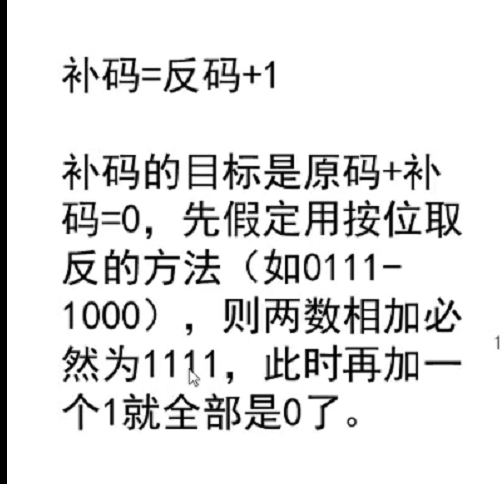 补码=反码+1
补码的目标是原码+补
码=0，先假定用按位取
反的方法（如0111-
1000），则两数相加必
然为1111，此时再加一
个1就全部是0了。
1